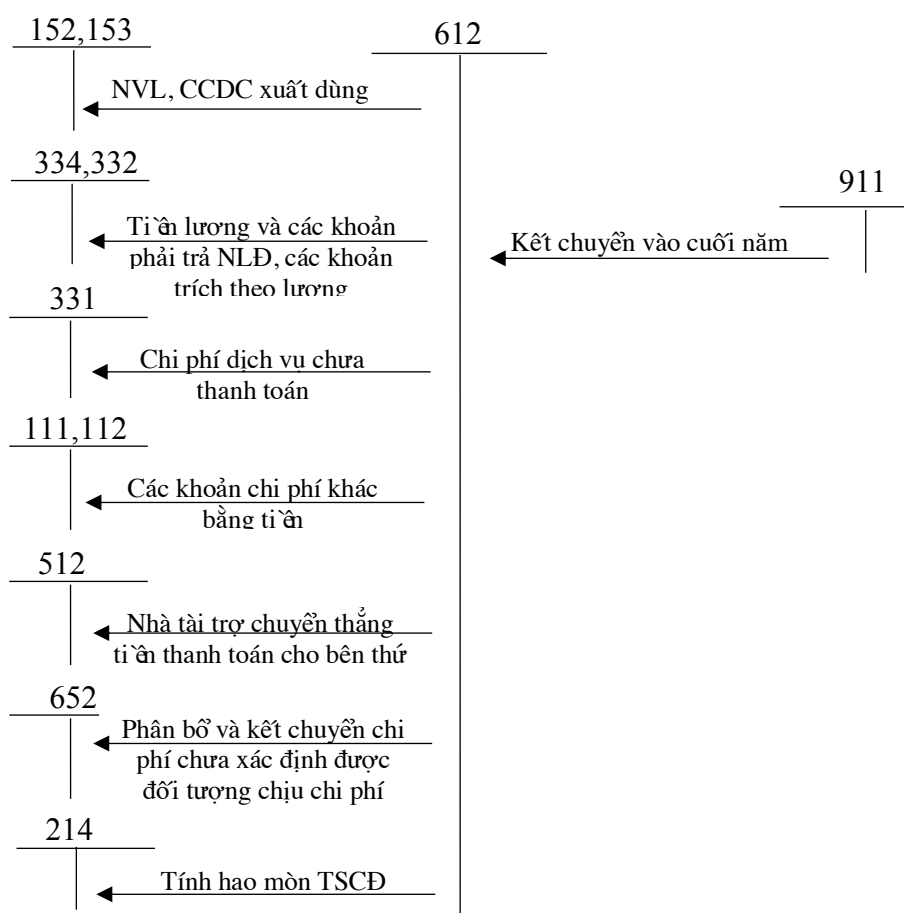 152,153
612
NVL, CCDC xuất dùng
334,332
911
Tiền lương và các khoản
phải trả NLĐ, các khoản
trích theo lương
Kết chuyển vào cuối năm
331
Chi phí dịch vụ chưa
thanh toán
111,112
Các khoản chi phí khác
bằng tiền
512
Nhà tài trợ chuyển thẳng
tiền thanh toán cho bên thứ
652
Phân bổ và kết chuyển chi
phí chưa xác định được
đối tượng chịu chi phí
214
Tính hao mòn TSCĐ